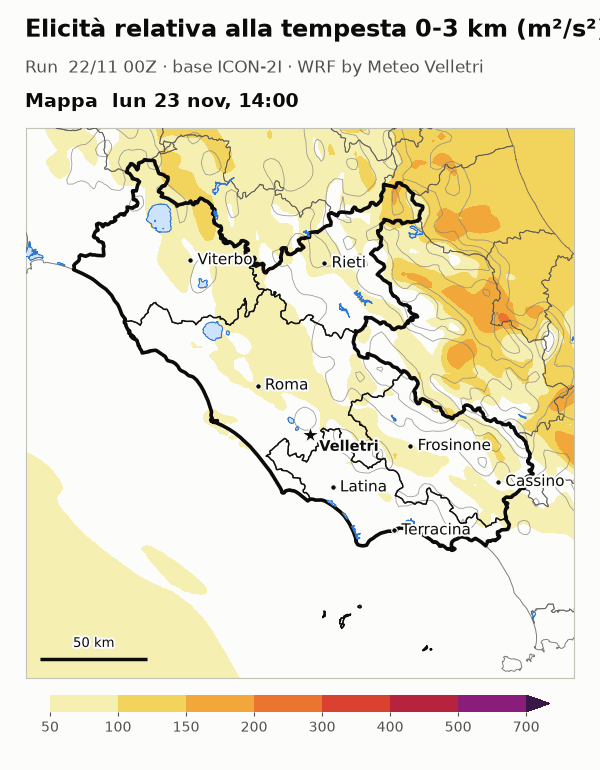 Elicità relativa alla tempesta 0-3 km (m²/s²)
Run 22/11 00Z · base ICON-2I · WRF by Meteo Velletri
Mappa lun 23 nov, 14:00
Viterbo
Rieti
Roma
Velletri
Frosinone
Cassino
Latina
Terracina
50 km
50 100 150 200 300 400 500 700